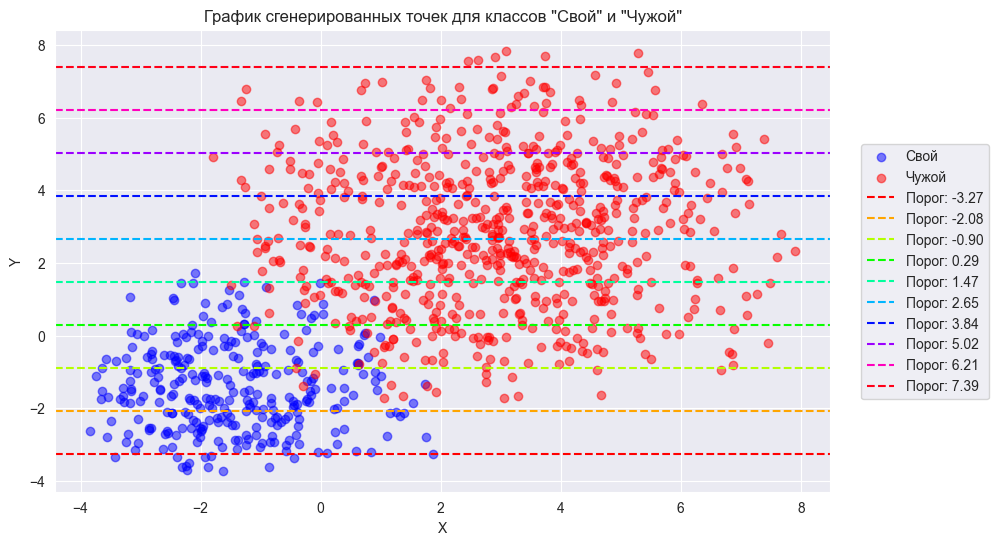 График сгенерированных точек для классов "Свой" и "Чужой"
8
6
4
2
0
−2
−4
Y
−4
−2
0
2
4
6
8
X
Свой
Чужой
Порог: -3.27
Порог: -2.08
Порог: -0.90
Порог: 0.29
Порог: 1.47
Порог: 2.65
Порог: 3.84
Порог: 5.02
Порог: 6.21
Порог: 7.39